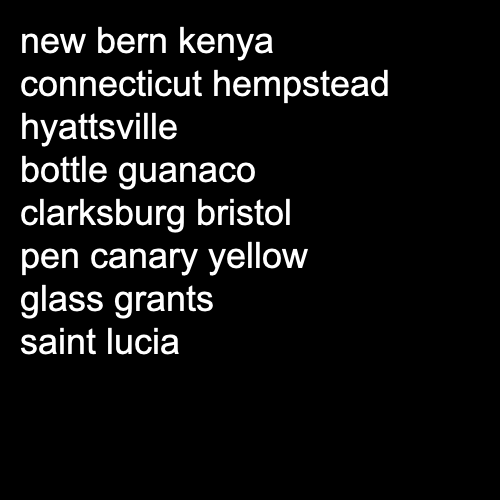 new bern kenya
connecticut hempstead
hyattsville
bottle guanaco
clarksburg bristol
pen canary yellow
glass grants
saint lucia